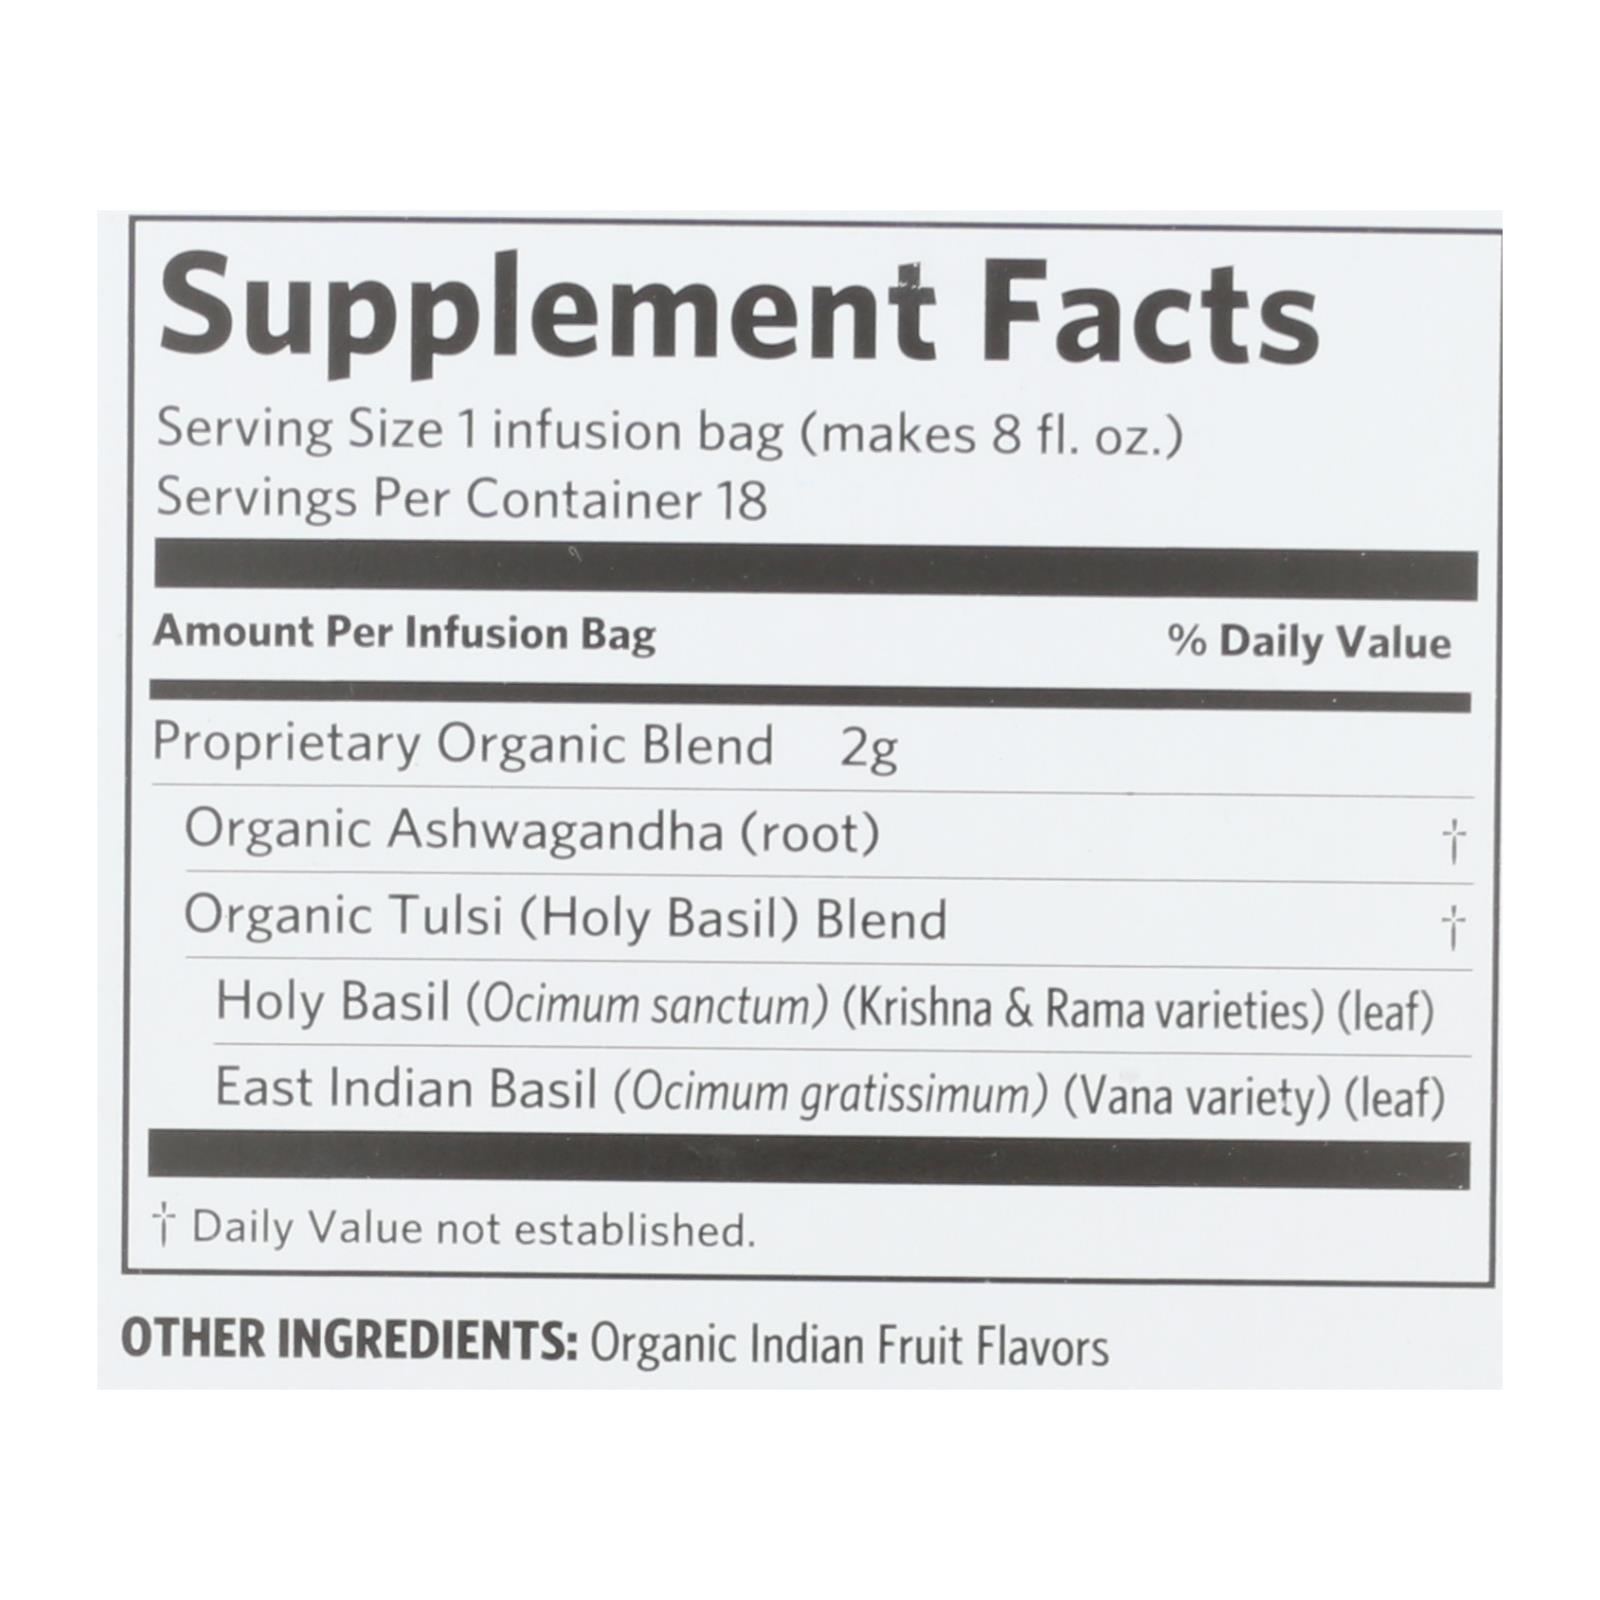 Supplement Facts
Serving Size 1 infusion bag (makes 8 fl. oz.)
Servings Per Container 18
Amount Per Infusion Bag % Daily Value
Proprietary Organic Blend 2g
Organic Ashwagandha (root) †
Organic Tulsi (Holy Basil) Blend †
Holy Basil (Ocimum sanctum) (Krishna & Rama varieties) (leaf)
East Indian Basil (Ocimum gratissimum) (Vana variety) (leaf)
† Daily Value not established.
OTHER INGREDIENTS: Organic Indian Fruit Flavors